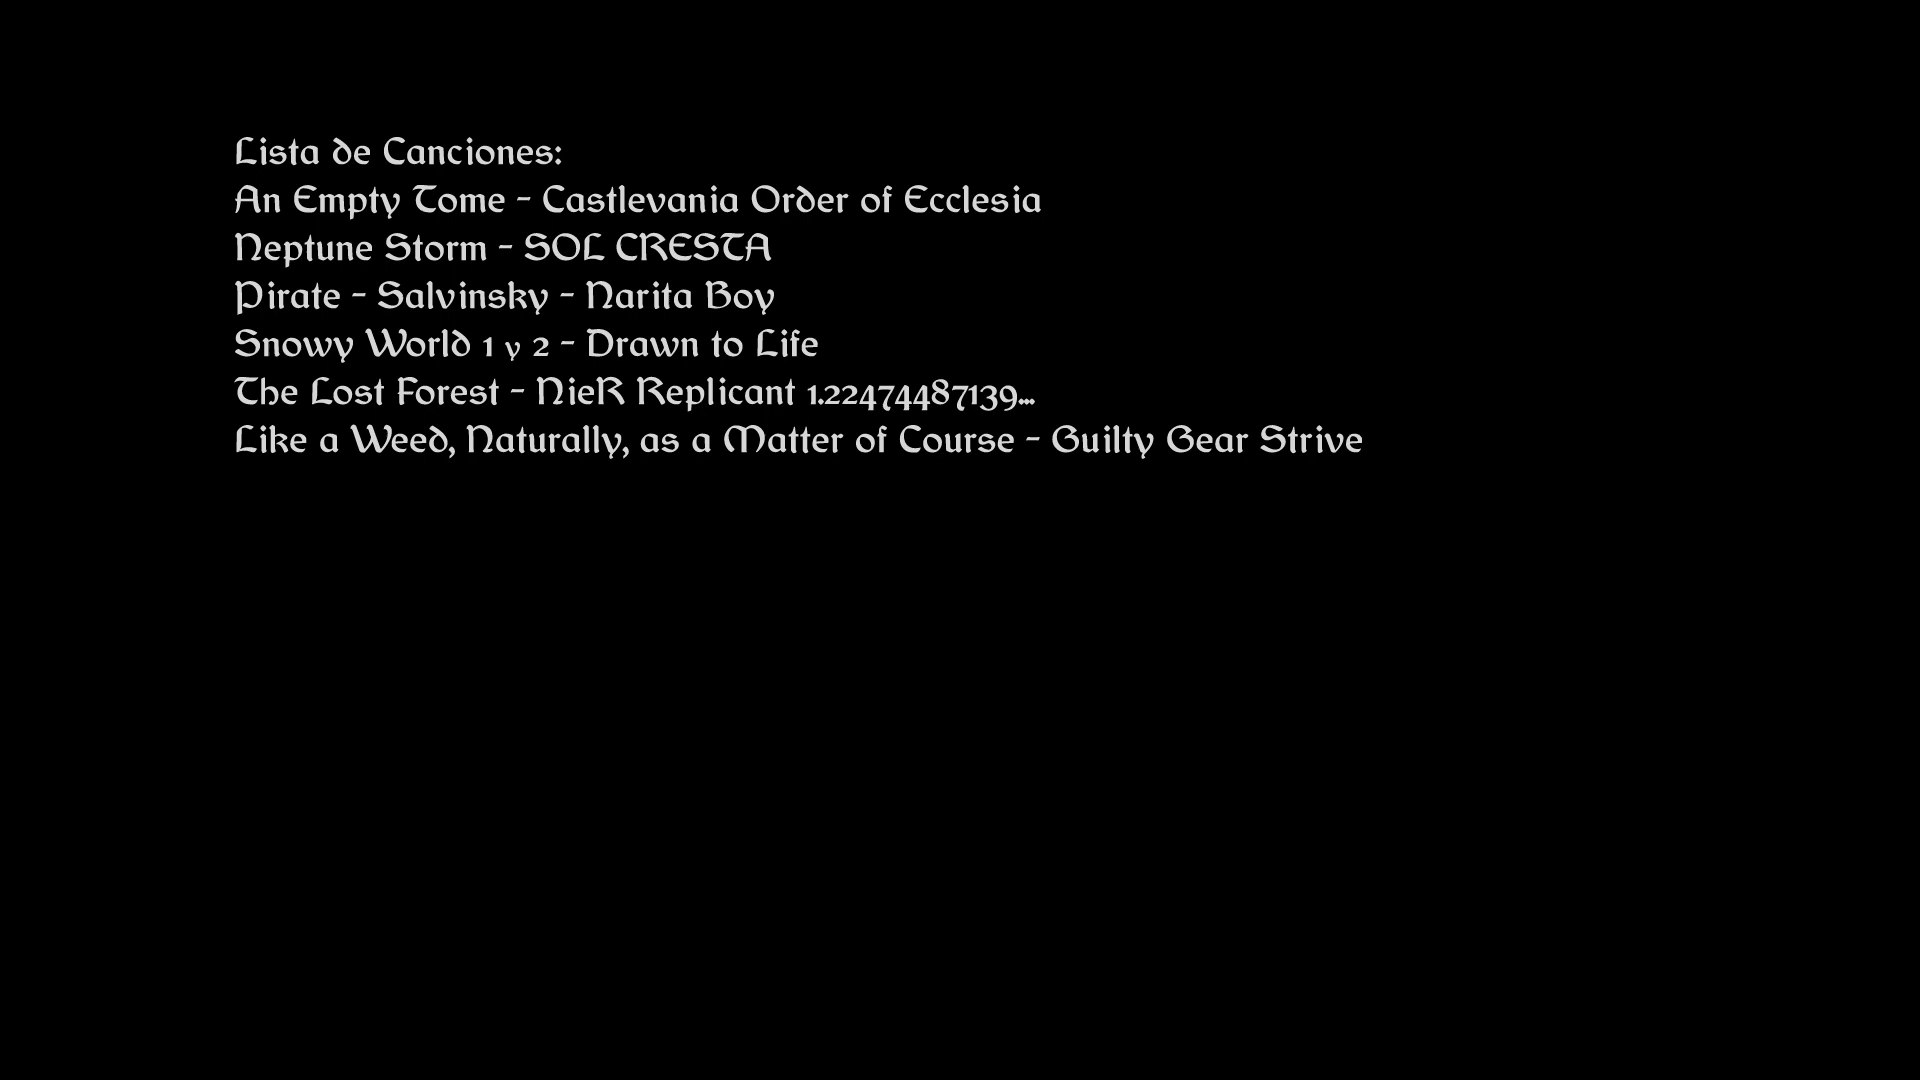 Lista de Canciones:
An Empty Tome - Castlevania Order of Ecclesia
Neptune Storm - SOL CRESTA
Pirate - Salvinsky - Narita Boy
Snowy World 1 y 2 - Drawn to Life
The Lost Forest - NieR Replicant 1.22474487139...
Like a Weed, Naturally, as a Matter of Course - Guilty Gear Strive